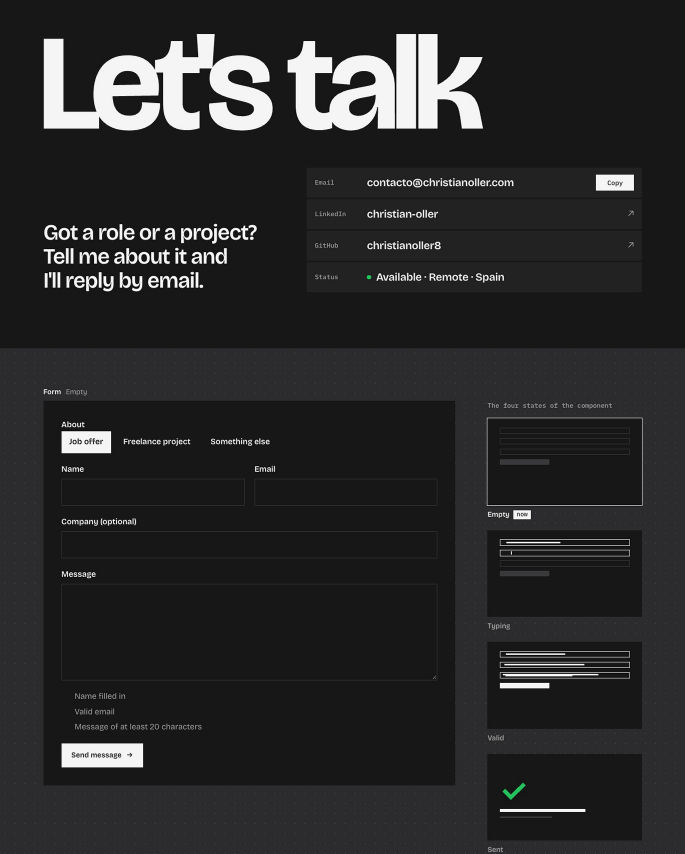 Let's talk
Email
contacto@christianoller.com
Copy
LinkedIn
christian-oller
GitHub
christianoller8
Status
Available · Remote · Spain
Got a role or a project?
Tell me about it and
I'll reply by email.
Form Empty
About
Job offer
Freelance project
Something else
Name
Email
Company (optional)
Message
Name filled in
Valid email
Message of at least 20 characters
Send message →
The four states of the component
Empty now
Typing
Valid
Sent